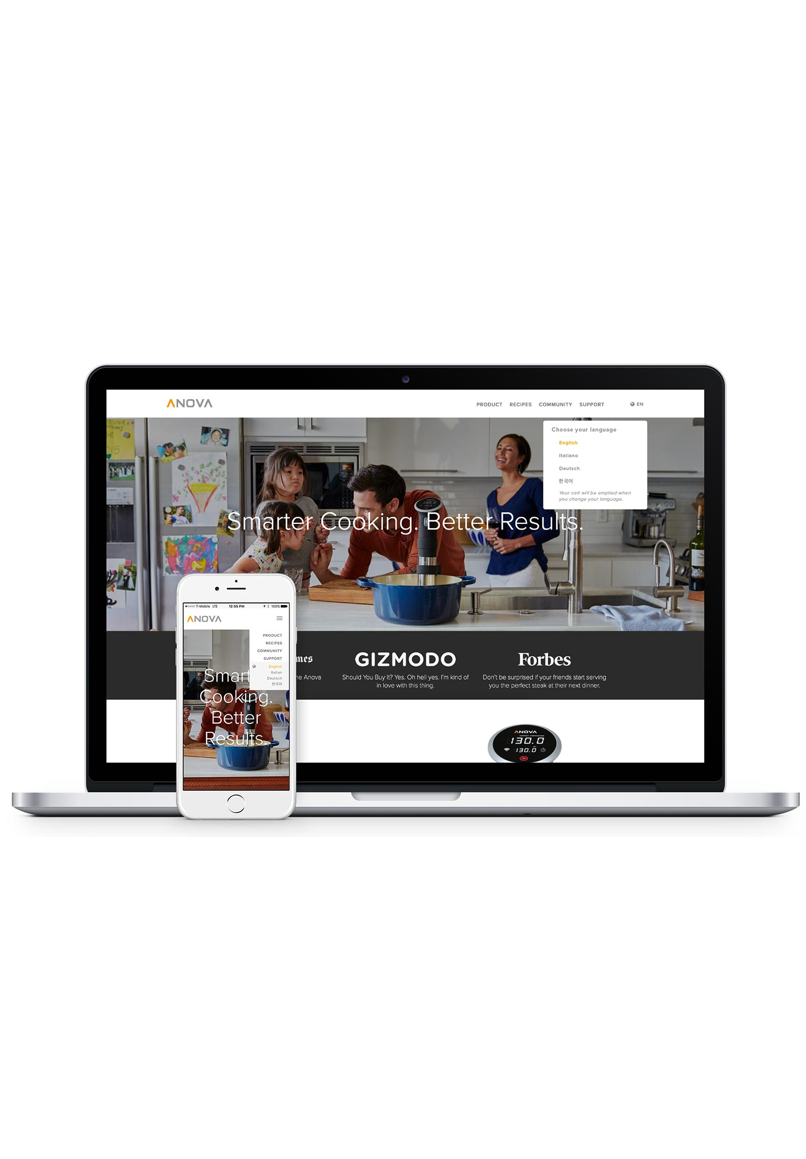 ANOVA
PRODUCT RECIPES COMMUNITY SUPPORT EN
Choose your language
English
Italiano
Deutsch
한국어
Your cart will be emptied when
you change your language.
Smarter Cooking. Better Results.
mes
GIZMODO
Forbes
the Anova
Should You Buy It? Yes. Oh hell yes. I'm kind of
in love with this thing.
Don't be surprised if your friends start serving
you the perfect steak at their next dinner.
ANOVA
130.0
130.0
T-Mobile LTE 12:55 PM 100%
ANOVA
PRODUCT
RECIPES
COMMUNITY
SUPPORT
English
Italian
Deutsch
한국어
Smarter
Cooking.
Better
Results.